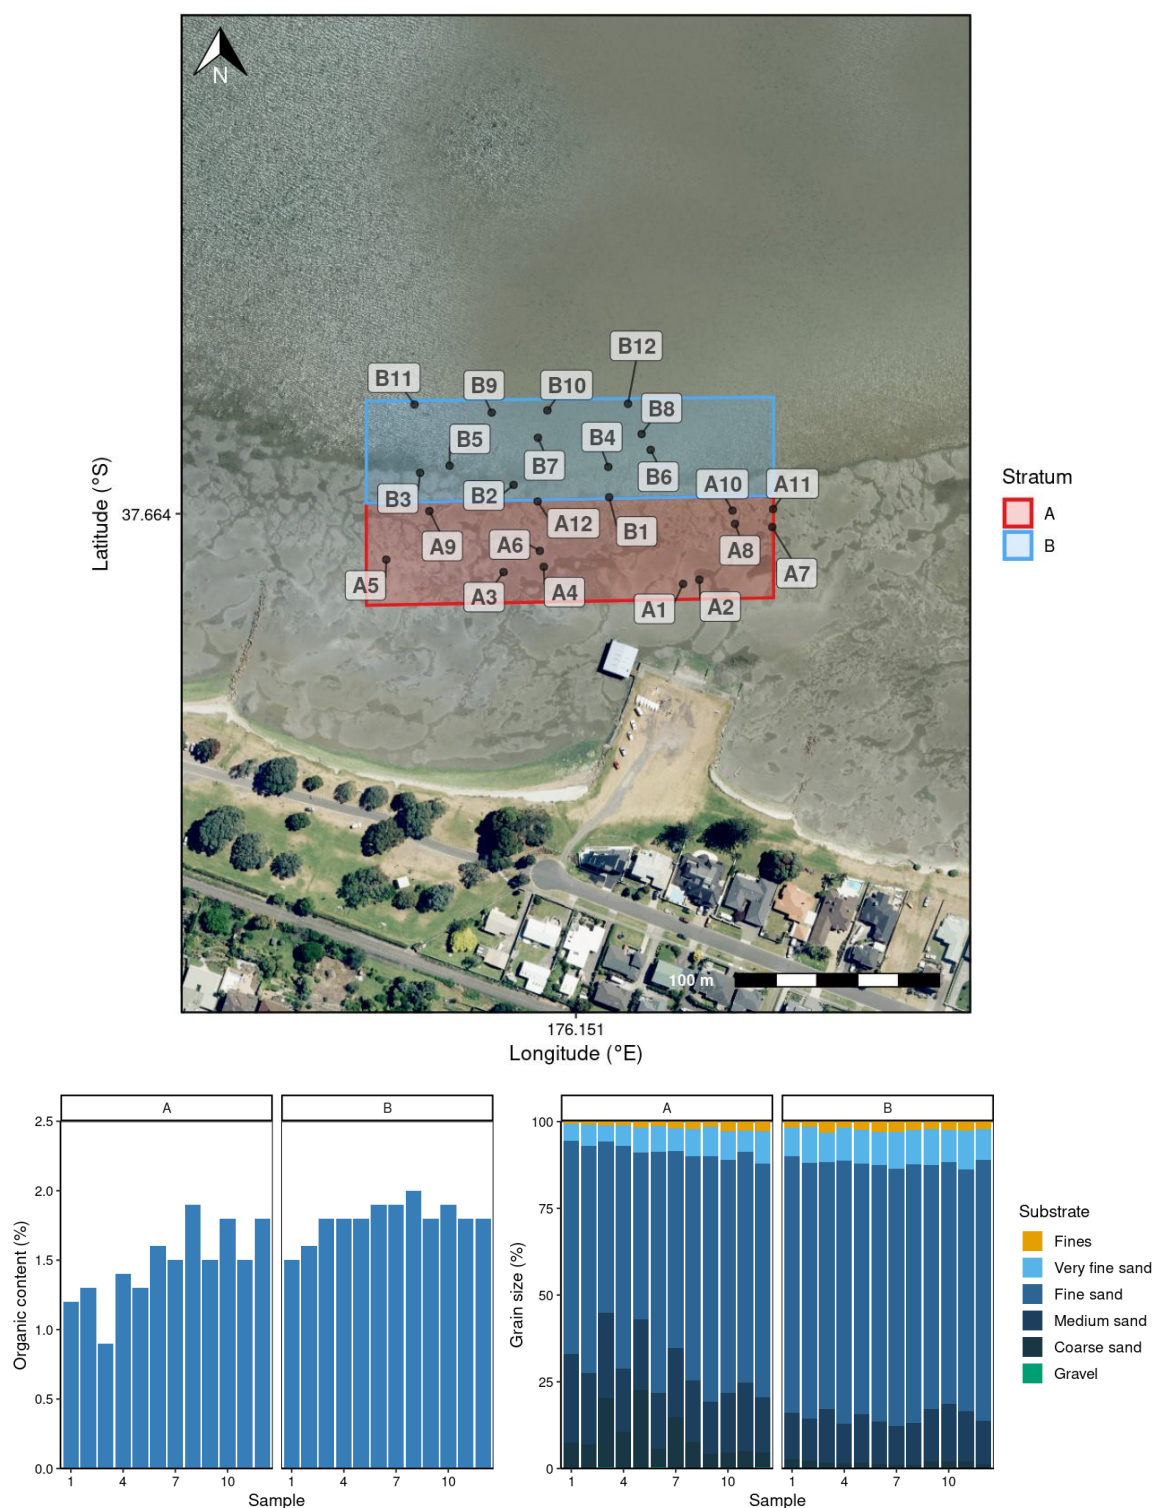 N
B12
B11
B9
B10
B8
B5
B4
B7
B6
B3
B2
A10
A11
A12
B1
A9
A6
A8
A5
A3
A4
A7
A1
A2
Latitude (°S)
37.664
Stratum
A
B
100 m
176.151
Longitude (°E)
A
B
2.5
2.0
1.5
1.0
0.5
0.0
Organic content (%)
1 4 7 10
1 4 7 10
Sample
A
B
100
75
50
25
0
Grain size (%)
1 4 7 10
1 4 7 10
Sample
Substrate
Fines
Very fine sand
Fine sand
Medium sand
Coarse sand
Gravel